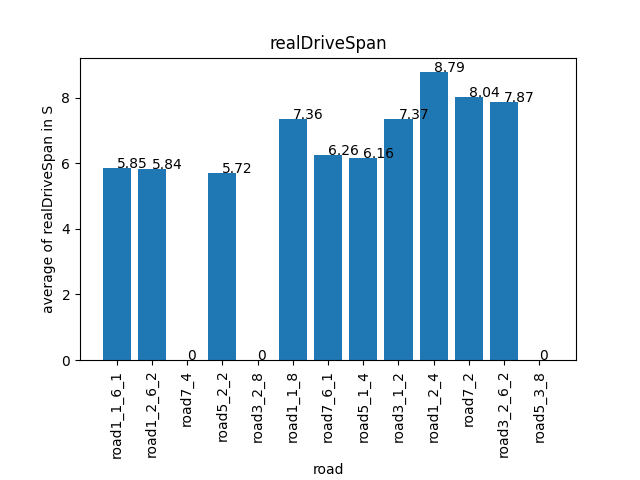 realDriveSpan
average of realDriveSpan in S
8
6
4
2
0
5.85
5.84
0
5.72
0
7.36
6.26
6.16
7.37
8.79
8.04
7.87
0
road1_1_6_1
road1_2_6_2
road7_4
road5_2_2
road3_2_8
road1_1_8
road7_6_1
road5_1_4
road3_1_2
road1_2_4
road7_2
road3_2_6_2
road5_3_8
road